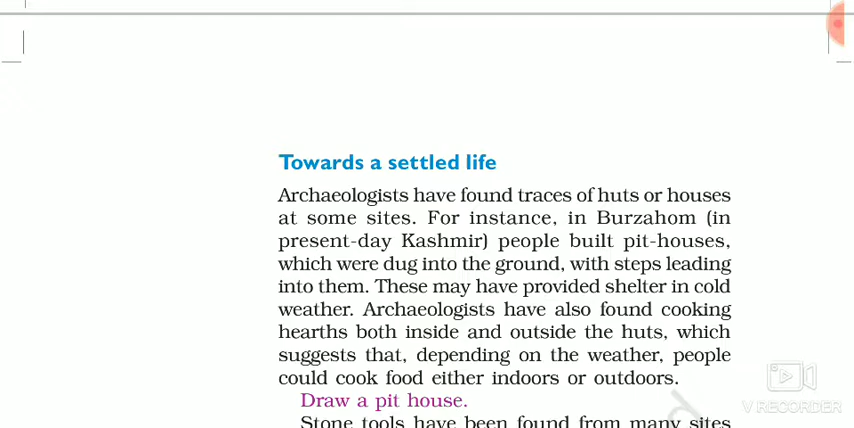 Towards a settled life
Archaeologists have found traces of huts or houses
at some sites. For instance, in Burzahom (in
present-day Kashmir) people built pit-houses,
which were dug into the ground, with steps leading
into them. These may have provided shelter in cold
weather. Archaeologists have also found cooking
hearths both inside and outside the huts, which
suggests that, depending on the weather, people
could cook food either indoors or outdoors.
Draw a pit house.
Stone tools have been found from many sites
V RECORDER